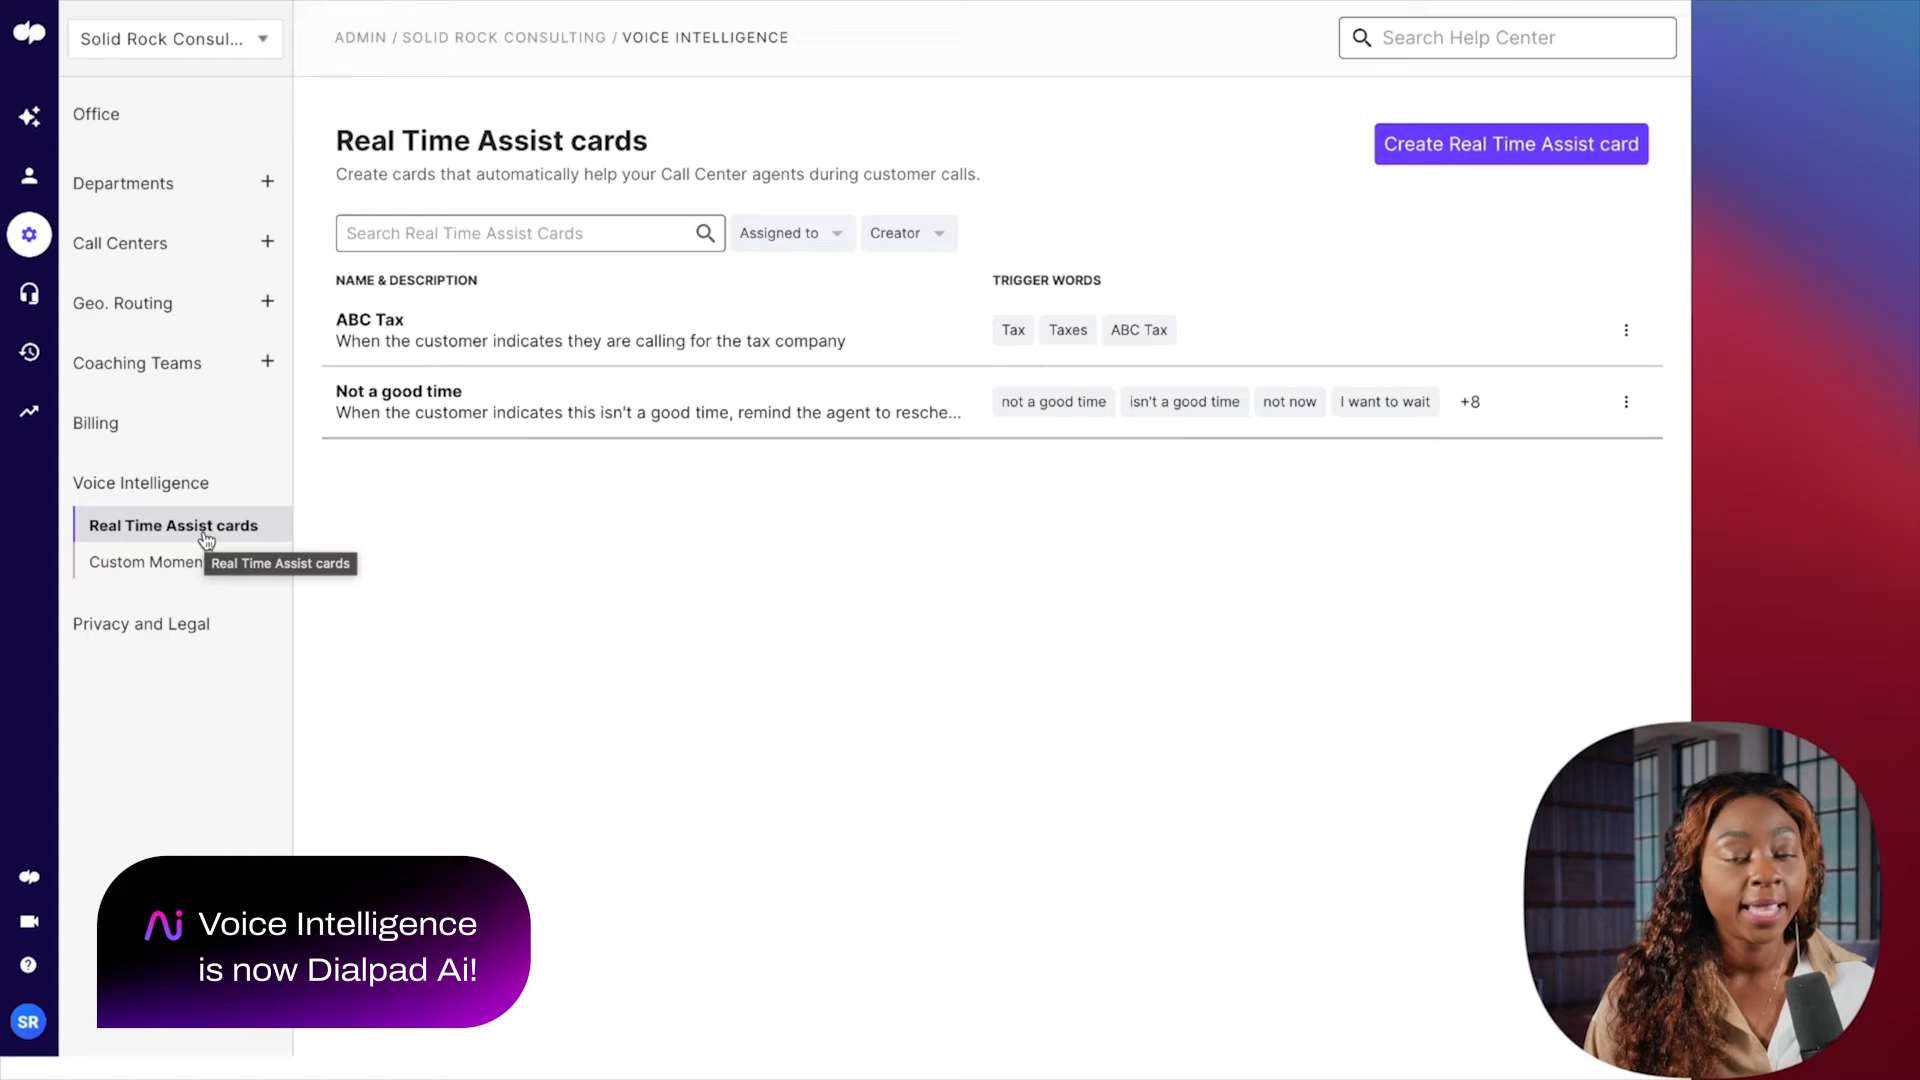 Solid Rock Consul...
ADMIN / SOLID ROCK CONSULTING / VOICE INTELLIGENCE
Search Help Center
Office
Departments
Call Centers
Geo. Routing
Coaching Teams
Billing
Voice Intelligence
Real Time Assist cards
Custom Momen
Real Time Assist cards
Privacy and Legal
SR
Real Time Assist cards
Create cards that automatically help your Call Center agents during customer calls.
Create Real Time Assist card
Search Real Time Assist Cards
Assigned to
Creator
NAME & DESCRIPTION
TRIGGER WORDS
ABC Tax
When the customer indicates they are calling for the tax company
Tax
Taxes
ABC Tax
Not a good time
When the customer indicates this isn't a good time, remind the agent to resche...
not a good time
isn't a good time
not now
I want to wait
+8
Ai Voice Intelligence
is now Dialpad Ai!